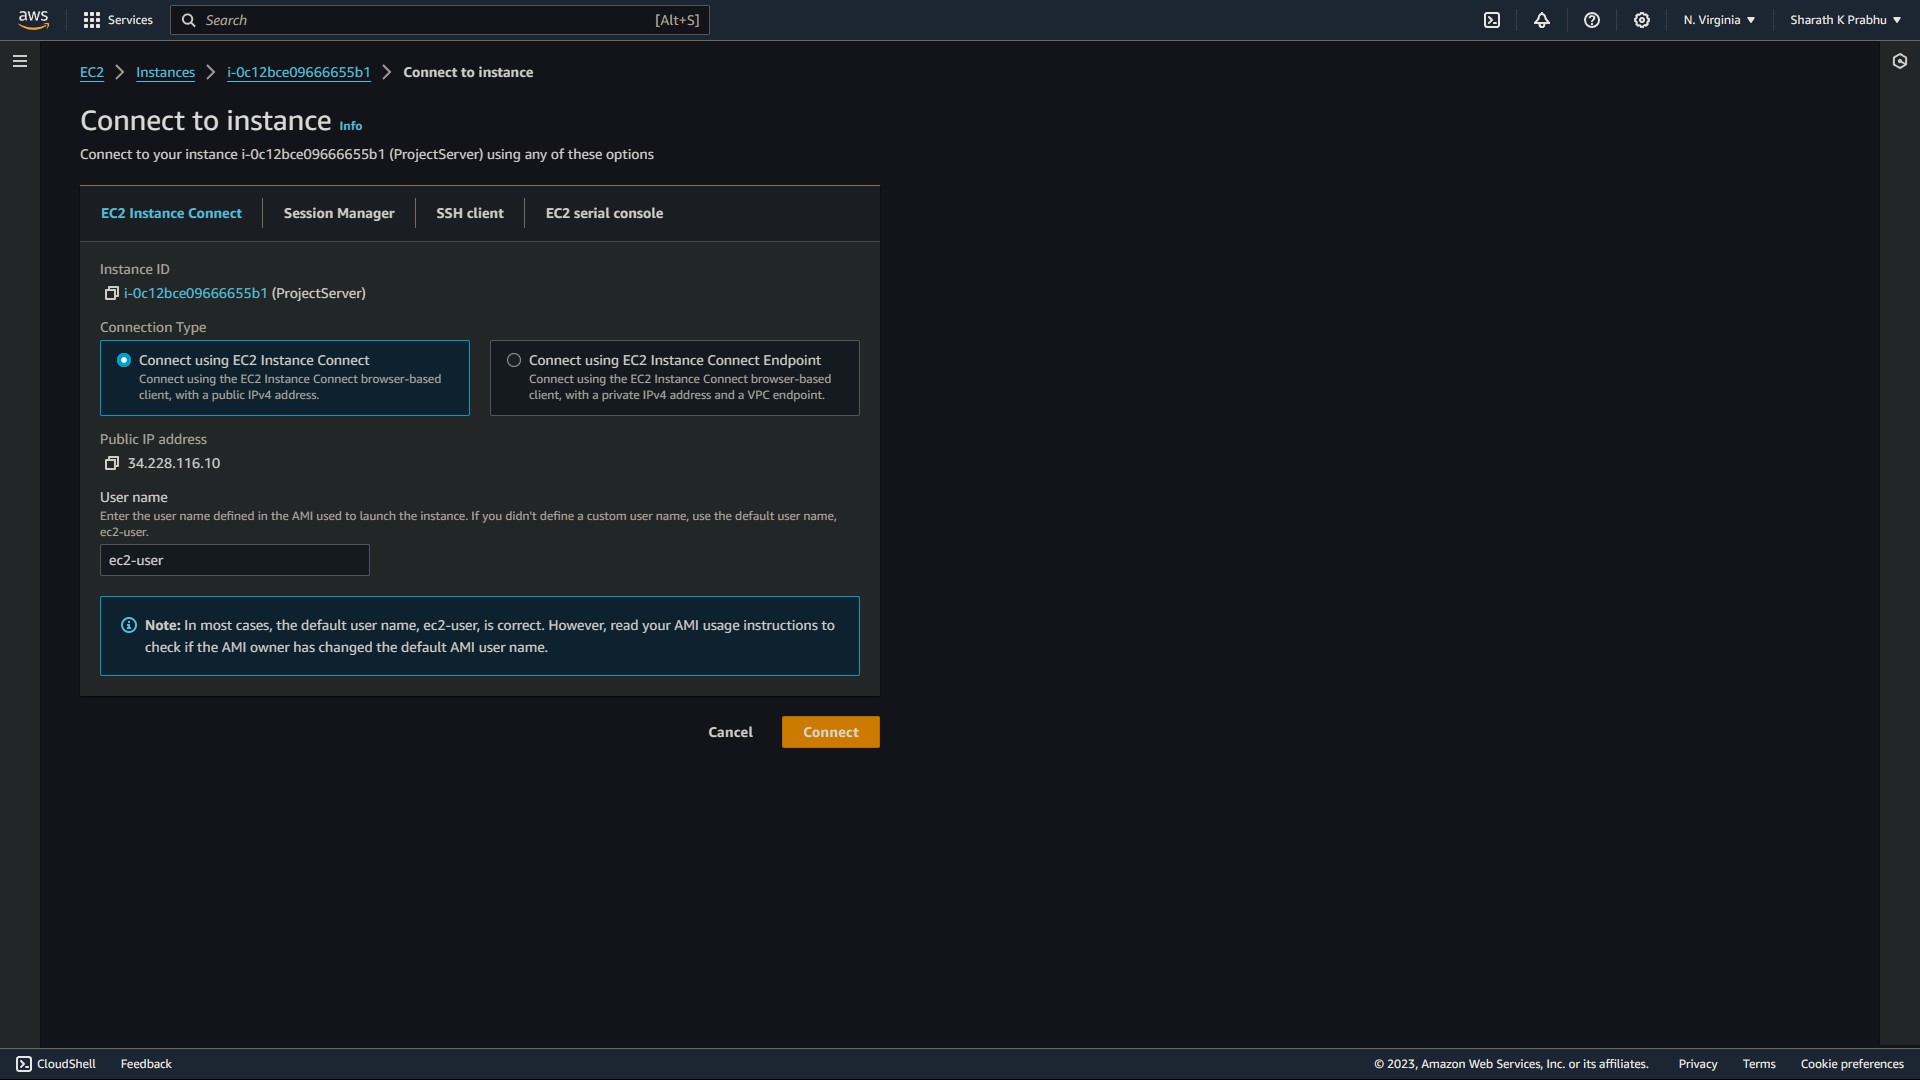 aws
Services
Search
[Alt+S]
N. Virginia
Sharath K Prabhu
EC2
Instances
i-0c12bce09666655b1
Connect to instance
Connect to instance Info
Connect to your instance i-0c12bce09666655b1 (ProjectServer) using any of these options
EC2 Instance Connect
Session Manager
SSH client
EC2 serial console
Instance ID
i-0c12bce09666655b1 (ProjectServer)
Connection Type
Connect using EC2 Instance Connect
Connect using the EC2 Instance Connect browser-based
client, with a public IPv4 address.
Connect using EC2 Instance Connect Endpoint
Connect using the EC2 Instance Connect browser-based
client, with a private IPv4 address and a VPC endpoint.
Public IP address
34.228.116.10
User name
Enter the user name defined in the AMI used to launch the instance. If you didn't define a custom user name, use the default user name,
ec2-user.
ec2-user
Note: In most cases, the default user name, ec2-user, is correct. However, read your AMI usage instructions to
check if the AMI owner has changed the default AMI user name.
Cancel
Connect
CloudShell
Feedback
© 2023, Amazon Web Services, Inc. or its affiliates.
Privacy
Terms
Cookie preferences